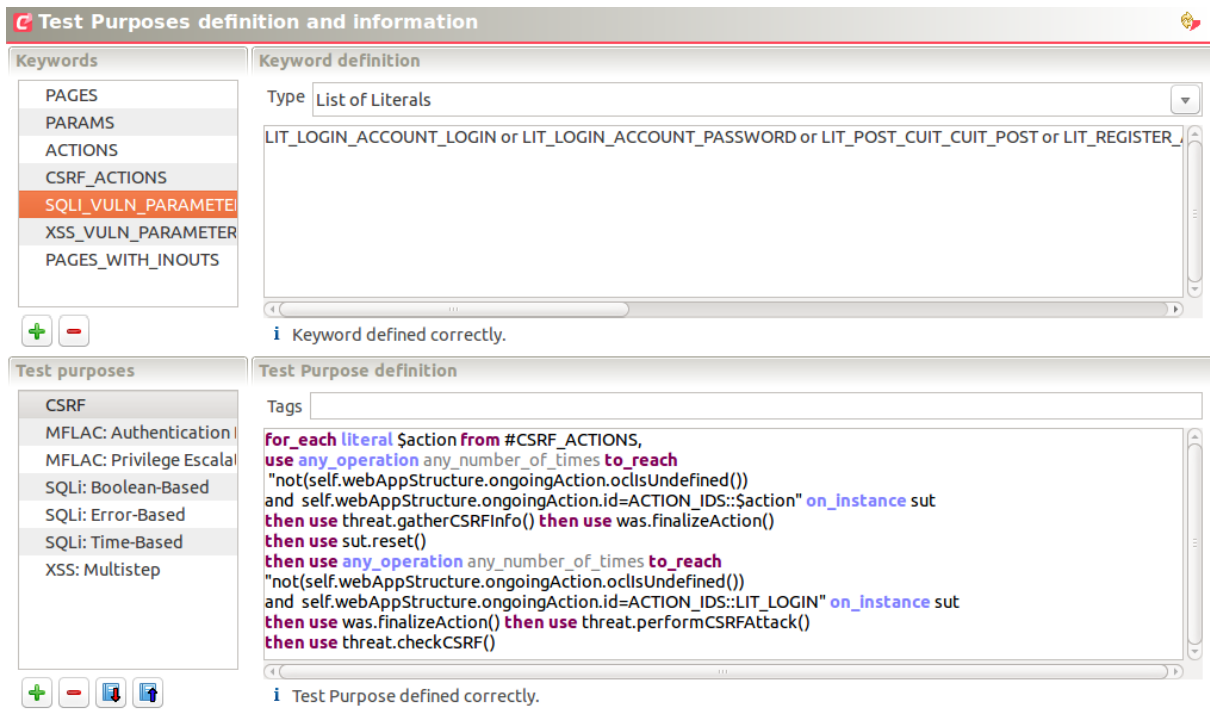 Test Purposes definition and information
Keywords
PAGES
PARAMS
ACTIONS
CSRF_ACTIONS
SQLI_VULN_PARAMETE
XSS_VULN_PARAMETER
PAGES_WITH_INOUTS
Keyword definition
Type List of Literals
LIT_LOGIN_ACCOUNT_LOGIN or LIT_LOGIN_ACCOUNT_PASSWORD or LIT_POST_CUIT_CUIT_POST or LIT_REGISTER_
i Keyword defined correctly.
Test purposes
CSRF
MFLAC: Authentication
MFLAC: Privilege Escalat
SQLi: Boolean-Based
SQLi: Error-Based
SQLi: Time-Based
XSS: Multistep
Test Purpose definition
Tags
for_each literal $action from #CSRF_ACTIONS,
use any_operation any_number_of_times to_reach
"not(self.webAppStructure.ongoingAction.oclIsUndefined())
and self.webAppStructure.ongoingAction.id=ACTION_IDS::$action" on_instance sut
then use threat.gatherCSRFInfo() then use was.finalizeAction()
then use sut.reset()
then use any_operation any_number_of_times to_reach
"not(self.webAppStructure.ongoingAction.oclIsUndefined())
and self.webAppStructure.ongoingAction.id=ACTION_IDS::LIT_LOGIN" on_instance sut
then use was.finalizeAction() then use threat.performCSRFAttack()
then use threat.checkCSRF()
i Test Purpose defined correctly.